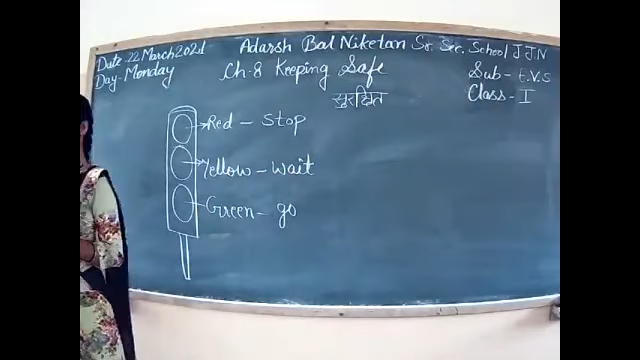 Date 22 March 2021
Day - Monday
Adarsh Bal Niketan Sr. Sec. School J J N
Ch-8 Keeping Safe
Sub - E.V.S
सुरक्षित
Class - I
Red - Stop
Yellow - wait
Green - go